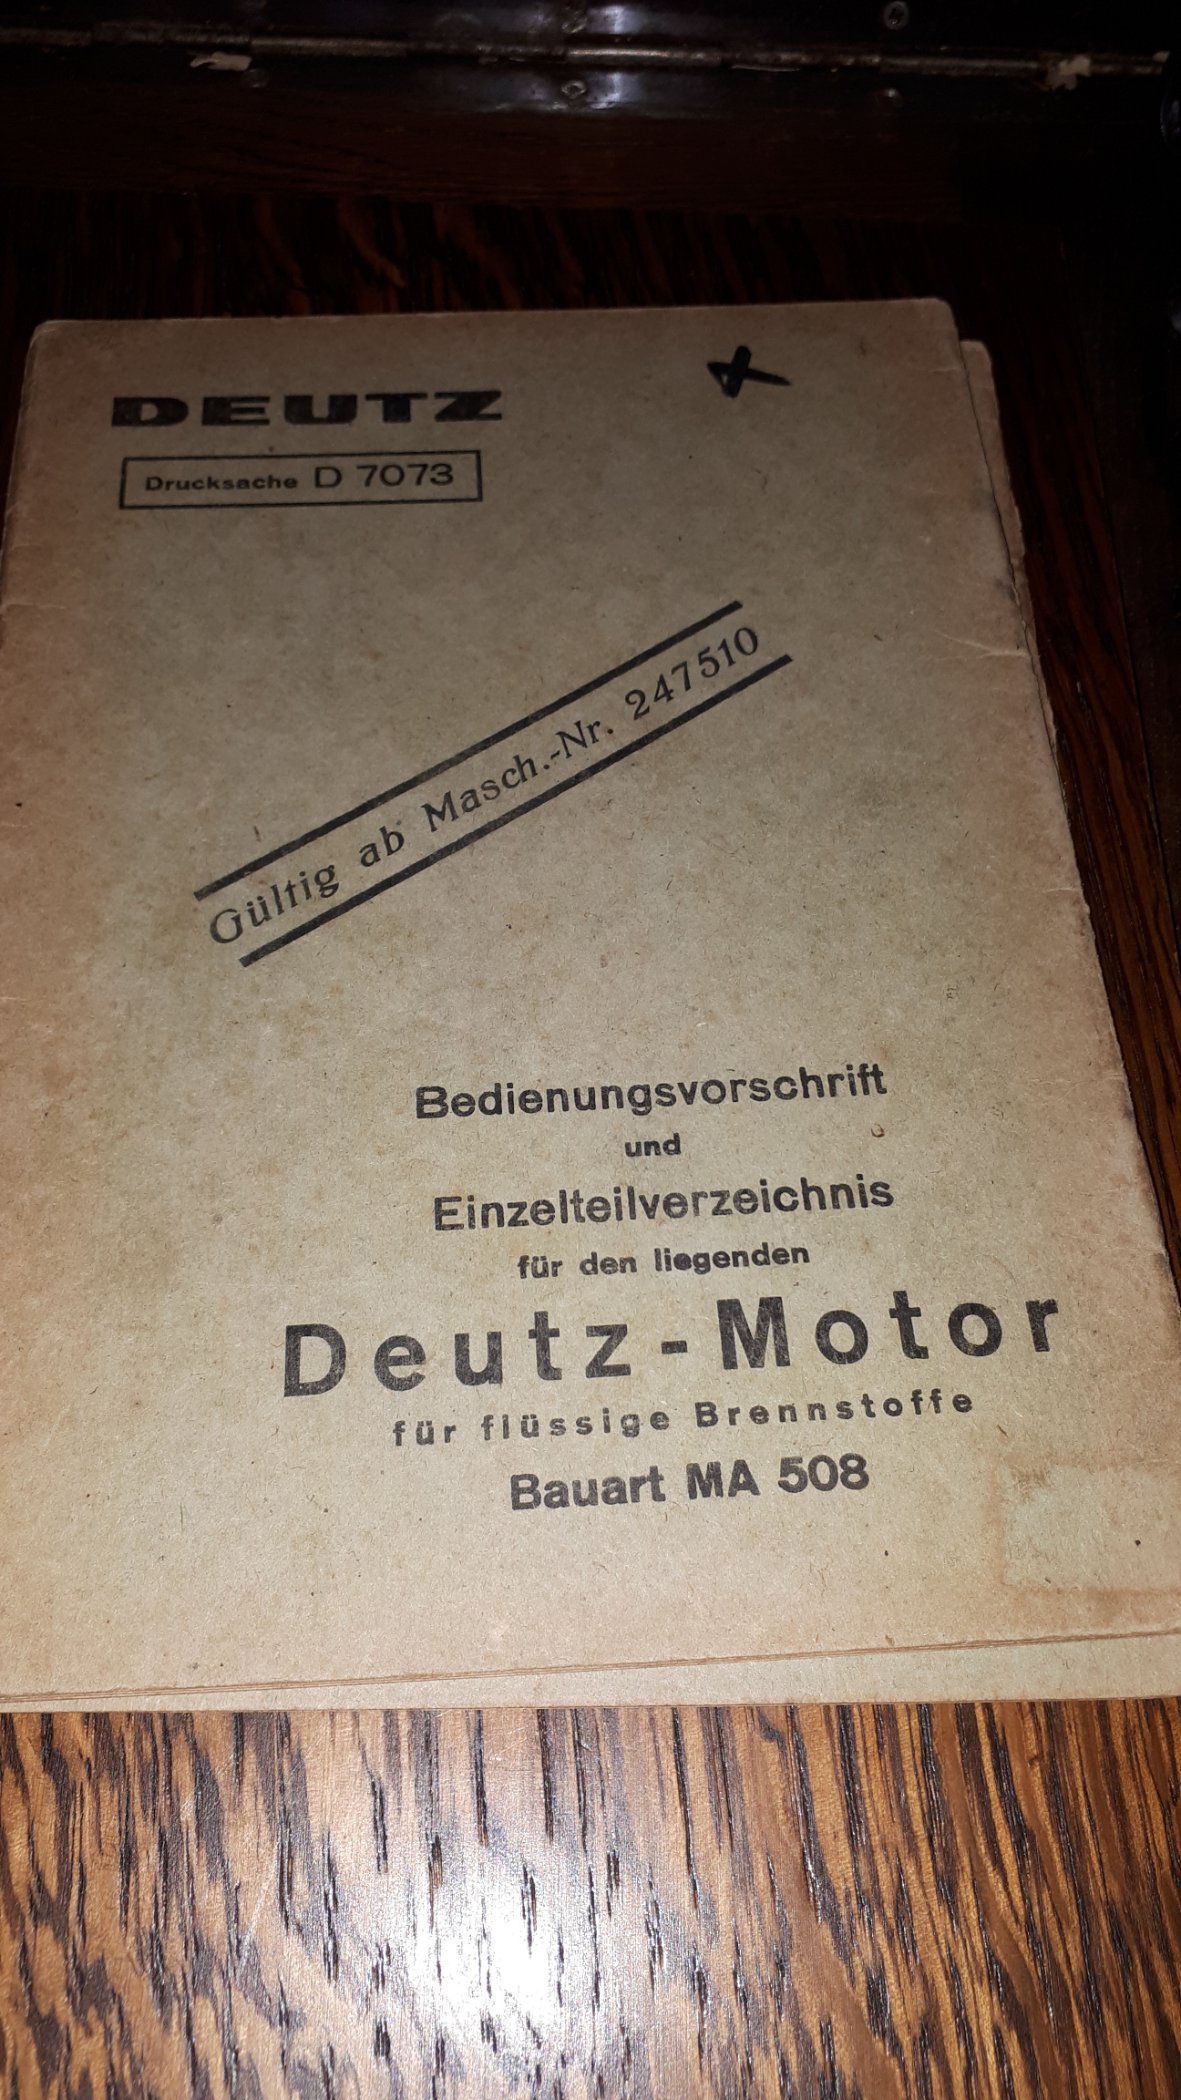 DEUTZ
Drucksache D 7073
Gültig ab Masch.-Nr. 247510
Bedienungsvorschrift
und
Einzelteilverzeichnis
für den liegenden
Deutz-Motor
für flüssige Brennstoffe
Bauart MA 508